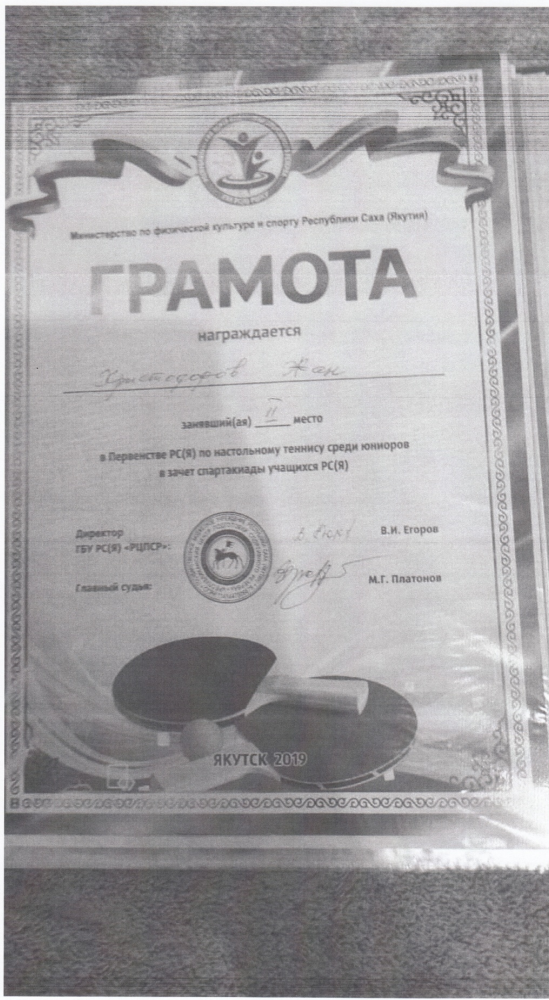 Министерство по физической культуре и спорту Республики Саха (Якутия)
ГРАМОТА
награждается
Христофоров Жан
занявший(ая) II место
в Первенстве РС(Я) по настольному теннису среди юниоров
в зачет спартакиады учащихся РС(Я)
Директор
ГБУ РС(Я) «РЦПСР»:
В.И. Егоров
Главный судья:
М.Г. Платонов
ЯКУТСК 2019